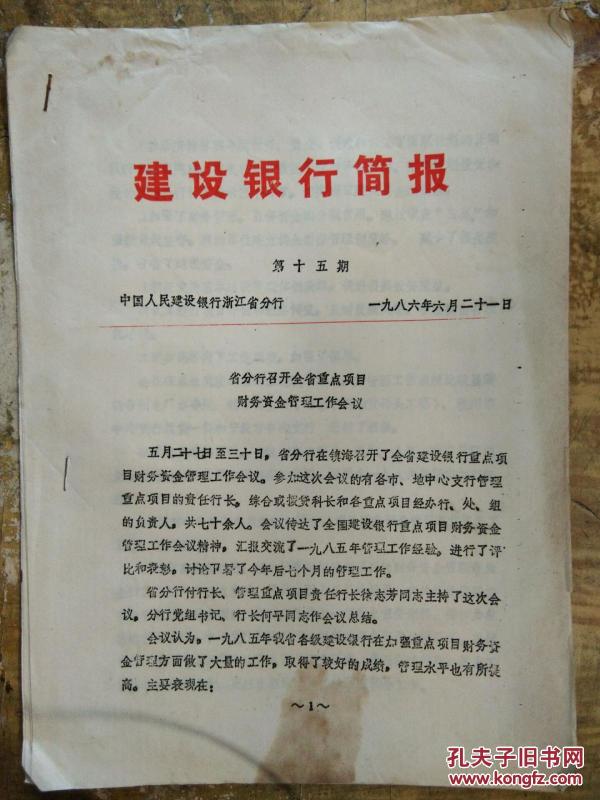 建设银行简报
第十五期
中国人民建设银行浙江省分行 一九八六年六月二十一日
省分行召开全省重点项目
财务资金管理工作会议
五月二十七日至三十日，省分行在镇海召开了全省建设银行重点项
目财务资金管理工作会议。参加这次会议的有各市、地中心支行管理
重点项目的责任行长，综合或拨贷科长和各重点项目经办行、处、组
的负责人，共七十余人。会议传达了全国建设银行重点项目财务资金
管理工作会议精神，汇报交流了一九八五年管理工作经验，进行了评
比和表彰，讨论下署了今年后七个月的管理工作。
省分行付行长、管理重点项目责任行长徐志芳同志主持了这次会
议，分行党组书记、行长何平同志作会议总结。
会议认为，一九八五年我省各级建设银行在加强重点项目财务资
金管理方面做了大量的工作，取得了较好的成绩，管理水平也有所提
高。主要表现在：
～1～
孔夫子旧书网
www.kongfz.com